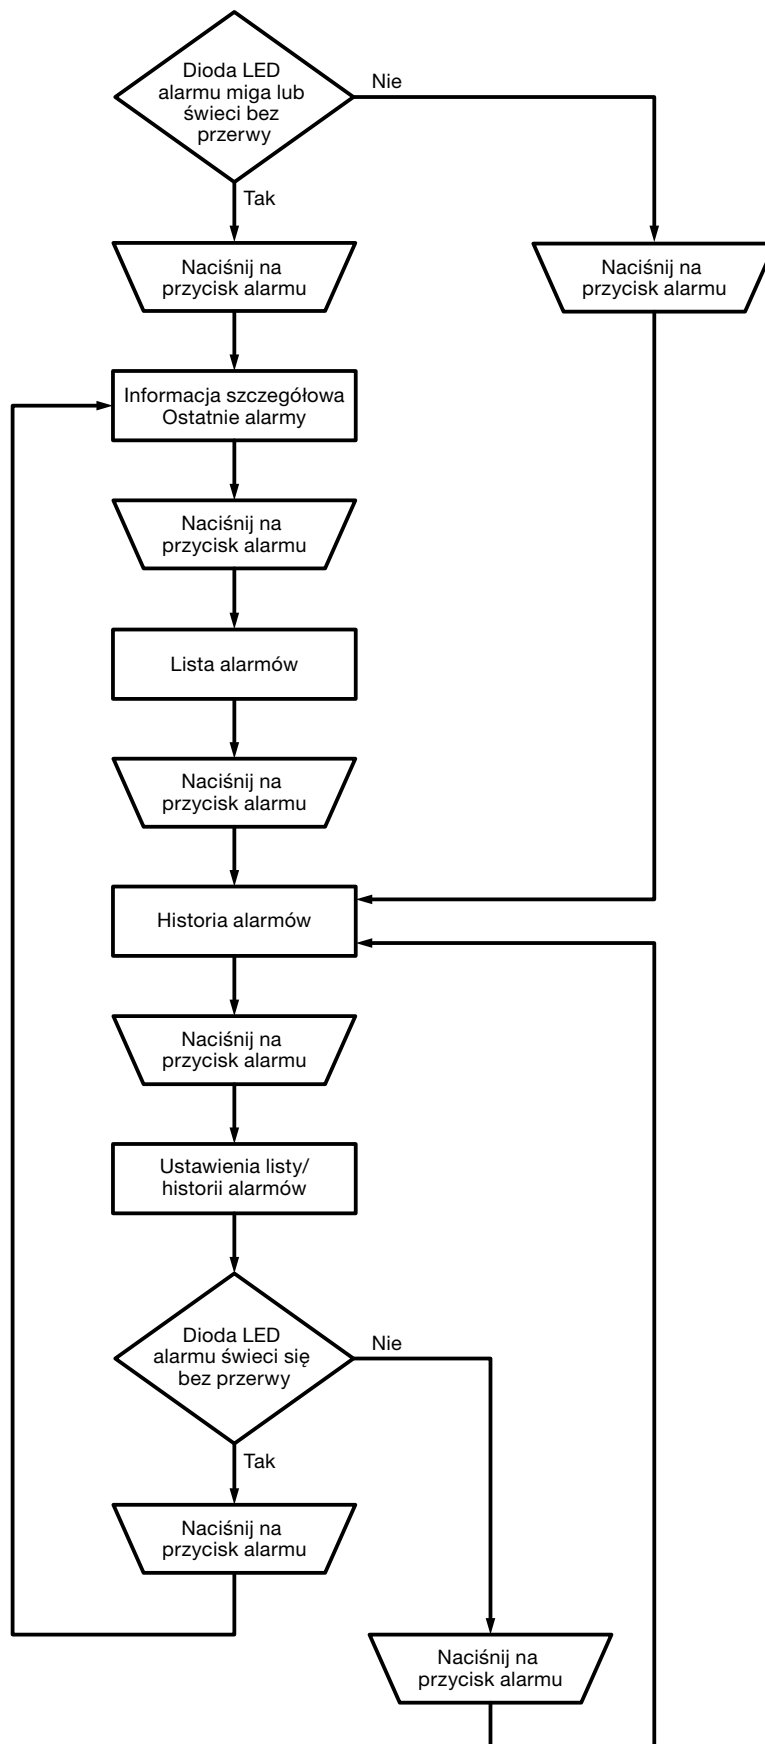 Dioda LED
alarmu miga lub
świeci bez
przerwy
Nie
Tak
Naciśnij na
przycisk alarmu
Naciśnij na
przycisk alarmu
Informacja szczegółowa
Ostatnie alarmy
Naciśnij na
przycisk alarmu
Lista alarmów
Naciśnij na
przycisk alarmu
Historia alarmów
Naciśnij na
przycisk alarmu
Ustawienia listy/
historii alarmów
Dioda LED
alarmu świeci się
bez przerwy
Nie
Tak
Naciśnij na
przycisk alarmu
Naciśnij na
przycisk alarmu